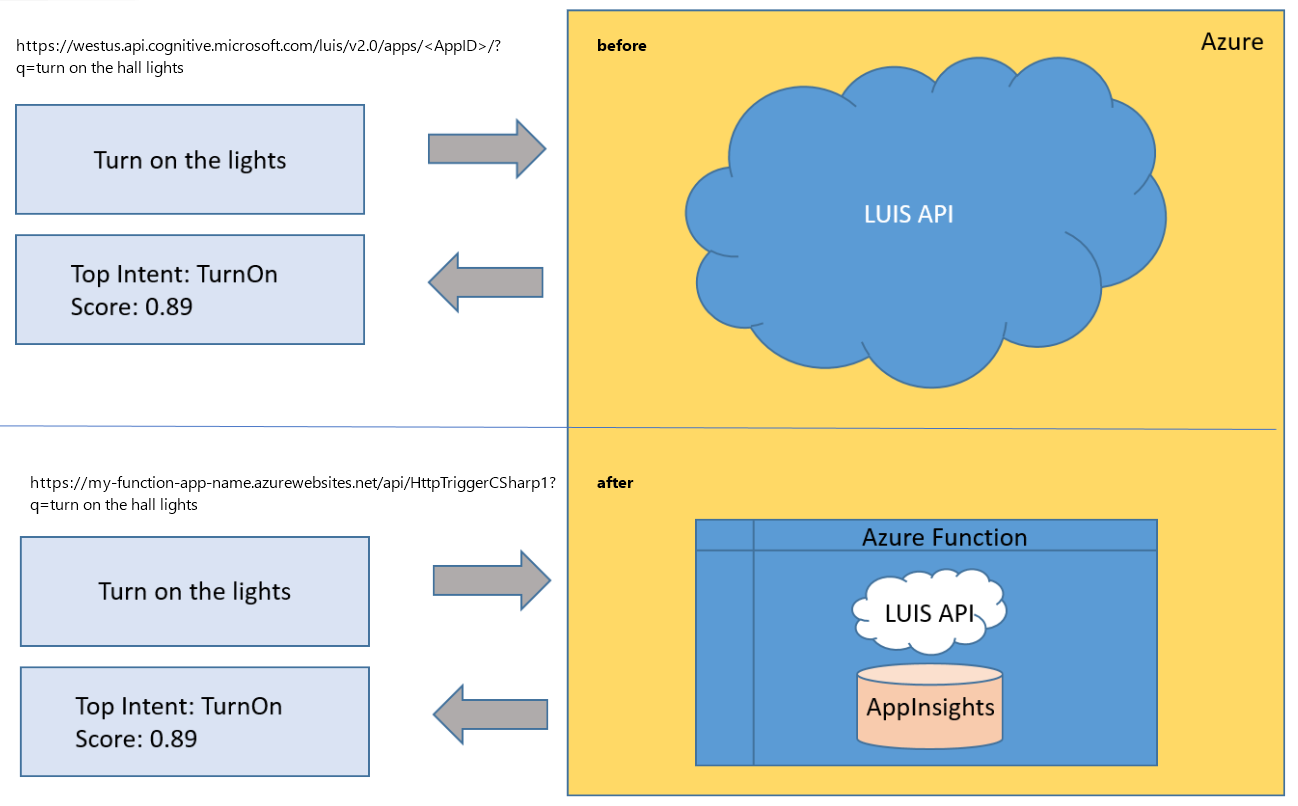 https://westus.api.cognitive.microsoft.com/luis/v2.0/apps/<AppID>/?
q=turn on the hall lights
before
Azure
Turn on the lights
LUIS API
Top Intent: TurnOn
Score: 0.89
https://my-function-app-name.azurewebsites.net/api/HttpTriggerCSharp1?
q=turn on the hall lights
after
Azure Function
Turn on the lights
LUIS API
AppInsights
Top Intent: TurnOn
Score: 0.89